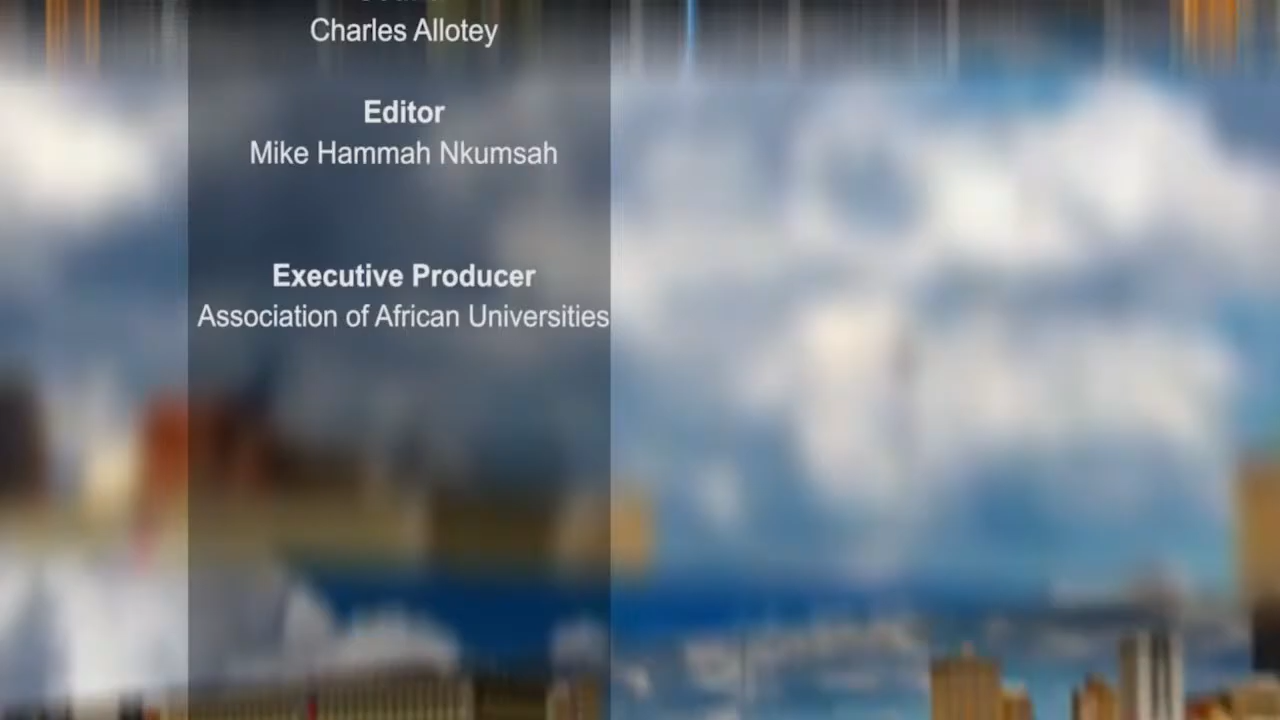 Charles Allotey
Editor
Mike Hammah Nkumsah
Executive Producer
Association of African Universities